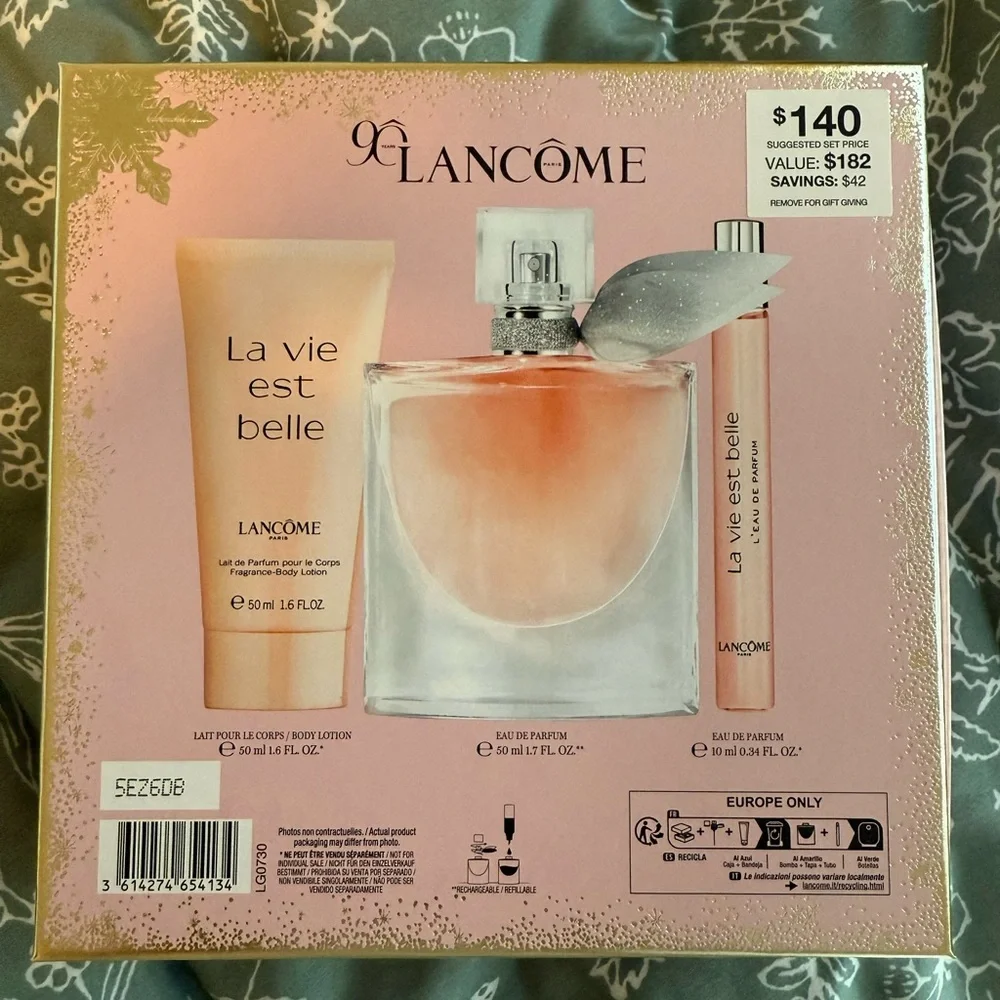 90 YEARS LANCÔME
PARIS
$140
SUGGESTED SET PRICE
VALUE: $182
SAVINGS: $42
REMOVE FOR GIFT GIVING
La vie
est
belle
LANCÔME
PARIS
Lait de Parfum pour le Corps
Fragrance-Body Lotion
e 50 ml 1.6 FL.OZ.
La vie est belle
L'EAU DE PARFUM
LANCÔME
PARIS
LAIT POUR LE CORPS / BODY LOTION
e 50 ml 1.6 FL. OZ.*
EAU DE PARFUM
e 50 ml 1.7 FL. OZ.**
EAU DE PARFUM
e 10 ml 0.34 FL. OZ.*
5EZ6DB
3 614274 654134
LG0730
Photos non contractuelles. / Actual product
packaging may differ from photo.
* NE PEUT ÊTRE VENDU SÉPARÉMENT / NOT FOR
INDIVIDUAL SALE / NICHT FÜR DEN EINZELVERKAUF
BESTIMMT / PROHIBIDA SU VENTA POR SEPARADO /
NON VENDIBILE SINGOLARMENTE / NÃO PODE SER
VENDIDO SEPARADAMENTE
**RECHARGEABLE / REFILLABLE
EUROPE ONLY
ES RECICLA
Al Azul
Caja + Bandeja
Al Amarillo
Bomba + Tapa + Tubo
Al Verde
Botellas
IT Le indicazioni possono variare localmente
lancome.it/recycling.html